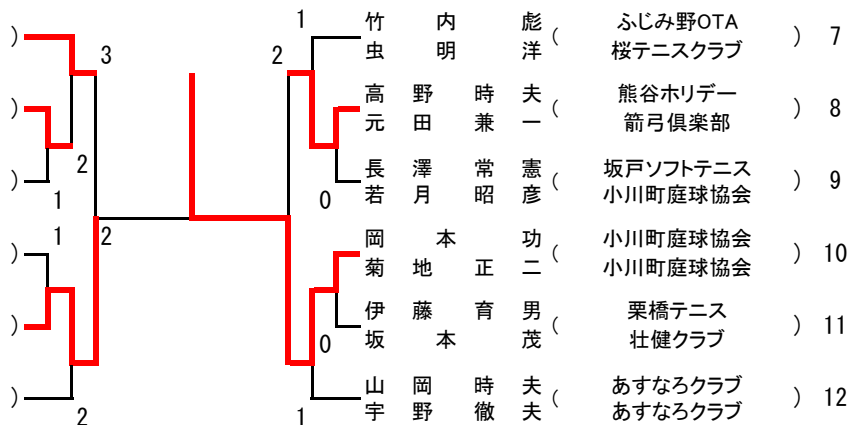 ) 3 1 竹内彪 ( ふじみ野OTA ) 7
虫明洋 桜テニスクラブ
2
) 高野時夫 ( 熊谷ホリデー ) 8
元田兼一 箭弓倶楽部
2
) 長澤常憲 ( 坂戸ソフトテニス ) 9
1 0 若月昭彦 小川町庭球協会
1 2 岡本功 ( 小川町庭球協会 ) 10
) 菊地正二 小川町庭球協会
) 伊藤育男 ( 栗橋テニス ) 11
0 坂本茂 壮健クラブ
) 山岡時夫 ( あすなろクラブ ) 12
2 1 宇野徹夫 あすなろクラブ